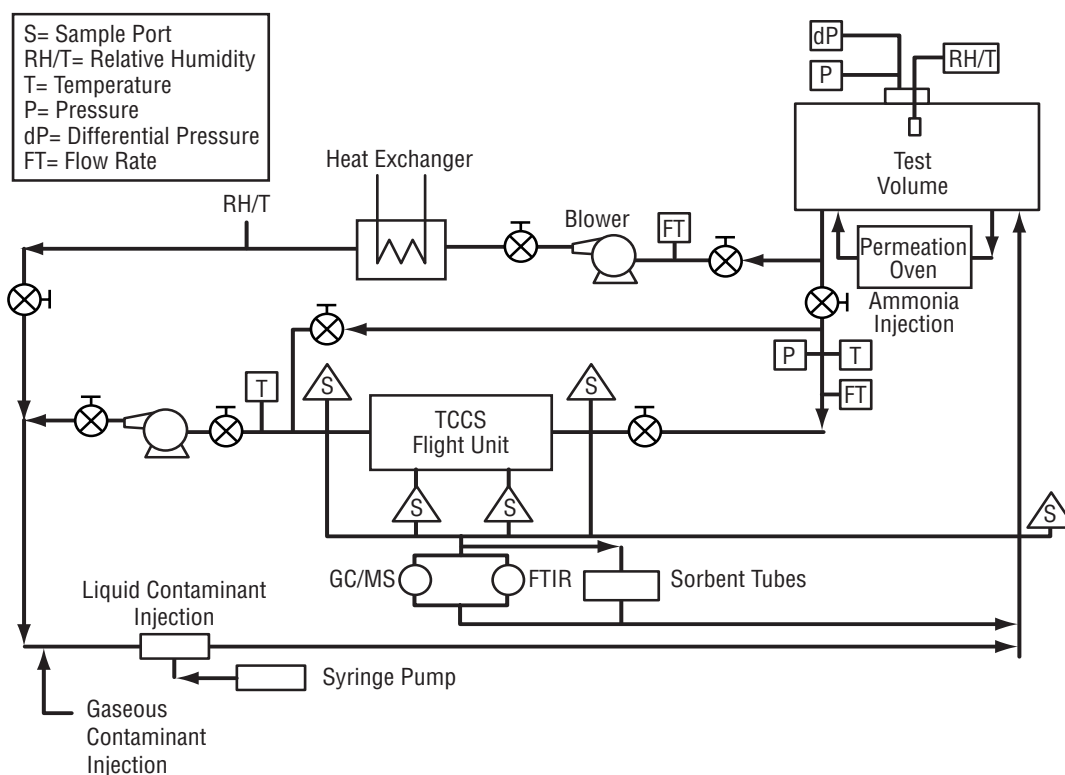 S= Sample Port
RH/T= Relative Humidity
T= Temperature
P= Pressure
dP= Differential Pressure
FT= Flow Rate
dP
P
RH/T
Test
Volume
Heat Exchanger
RH/T
Blower
FT
Permeation
Oven
Ammonia
Injection
P
T
FT
T
S
S
TCCS
Flight Unit
S
S
S
GC/MS
FTIR
Sorbent Tubes
Liquid Contaminant
Injection
Syringe Pump
Gaseous
Contaminant
Injection